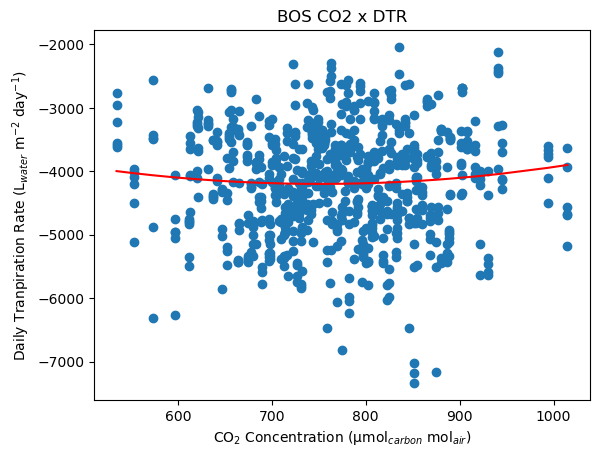 BOS CO2 x DTR
Daily Tranpiration Rate (L_water m⁻² day⁻¹)
−2000
−3000
−4000
−5000
−6000
−7000
600 700 800 900 1000
CO₂ Concentration (μmol_carbon mol_air)